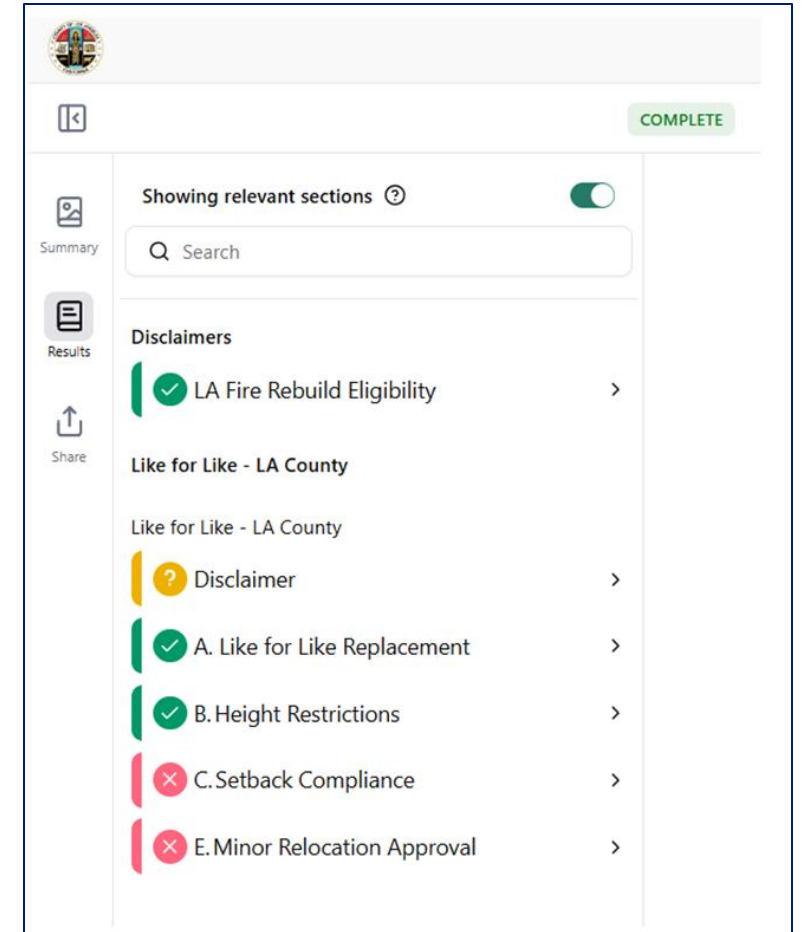 COMPLETE
Showing relevant sections
Summary
Search
Results
Share
Disclaimers
LA Fire Rebuild Eligibility
Like for Like - LA County
Like for Like - LA County
? Disclaimer
A. Like for Like Replacement
B. Height Restrictions
C. Setback Compliance
E. Minor Relocation Approval